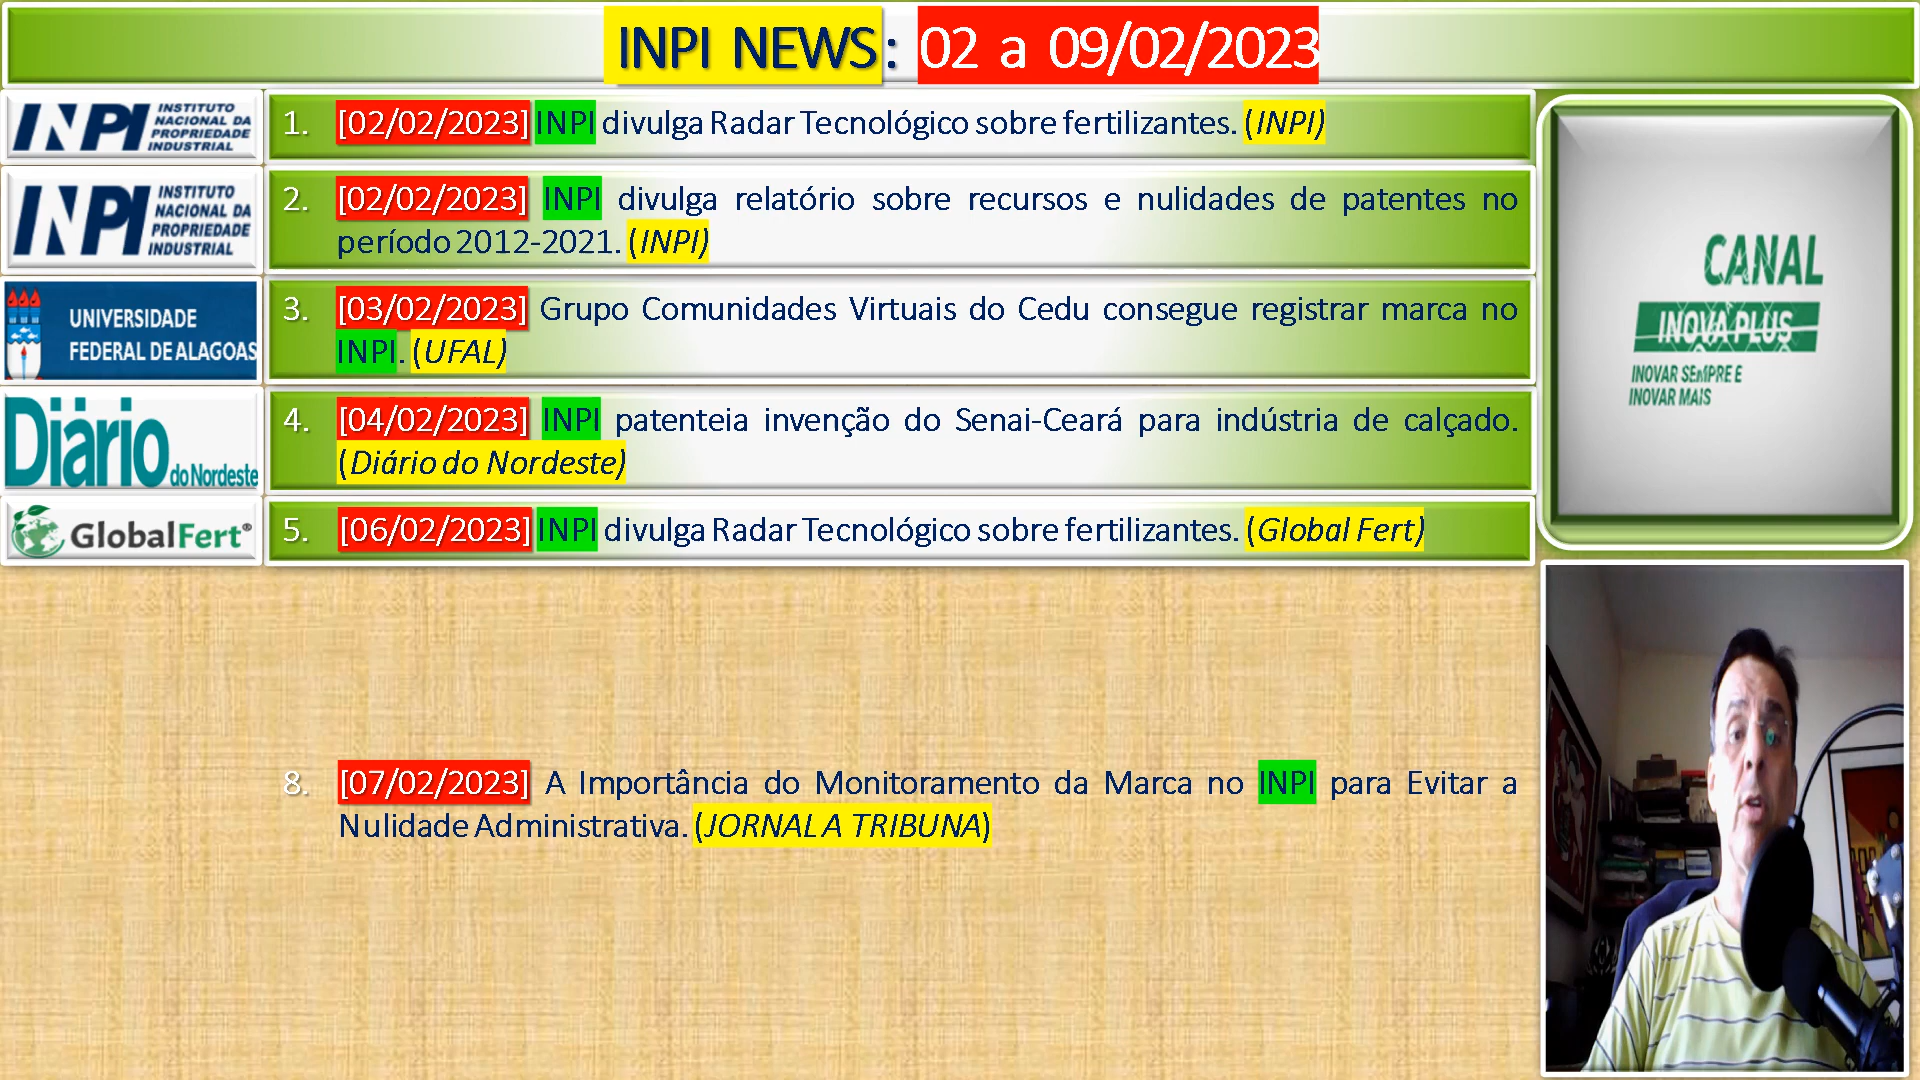 INPI NEWS: 02 a 09/02/2023
INPI INSTITUTO NACIONAL DA PROPRIEDADE INDUSTRIAL
1. [02/02/2023] INPI divulga Radar Tecnológico sobre fertilizantes. (INPI)
INPI INSTITUTO NACIONAL DA PROPRIEDADE INDUSTRIAL
2. [02/02/2023] INPI divulga relatório sobre recursos e nulidades de patentes no
período 2012-2021. (INPI)
UNIVERSIDADE
FEDERAL DE ALAGOAS
3. [03/02/2023] Grupo Comunidades Virtuais do Cedu consegue registrar marca no
INPI. (UFAL)
Diário do Nordeste
4. [04/02/2023] INPI patenteia invenção do Senai-Ceará para indústria de calçado.
(Diário do Nordeste)
GlobalFert®
5. [06/02/2023] INPI divulga Radar Tecnológico sobre fertilizantes. (Global Fert)
8. [07/02/2023] A Importância do Monitoramento da Marca no INPI para Evitar a
Nulidade Administrativa. (JORNAL A TRIBUNA)
CANAL
INOVA PLUS
INOVAR SEMPRE E
INOVAR MAIS